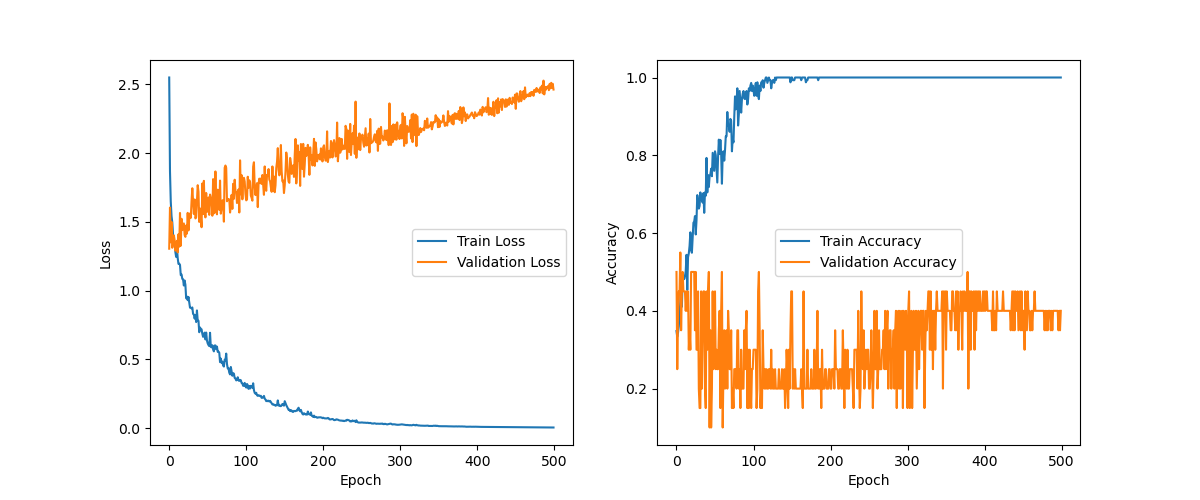 2.5
2.0
1.5
1.0
0.5
0.0
Loss
Train Loss
Validation Loss
0 100 200 300 400 500
Epoch
1.0
0.8
0.6
0.4
0.2
Accuracy
Train Accuracy
Validation Accuracy
0 100 200 300 400 500
Epoch